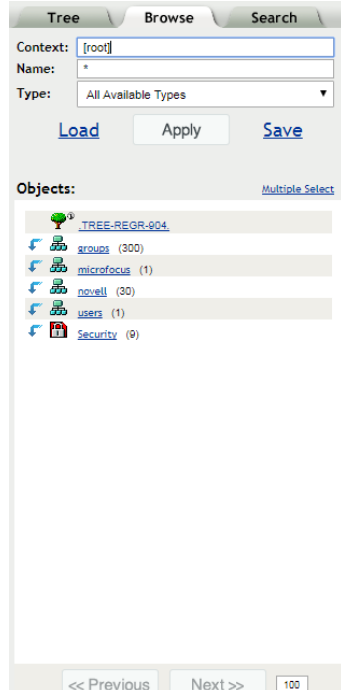 Tree Browse Search
Context: [root]
Name: *
Type: All Available Types
Load Apply Save
Objects: Multiple Select
.TREE-REGR-904.
groups (300)
microfocus (1)
novell (30)
users (1)
Security (9)
<< Previous Next >> 100